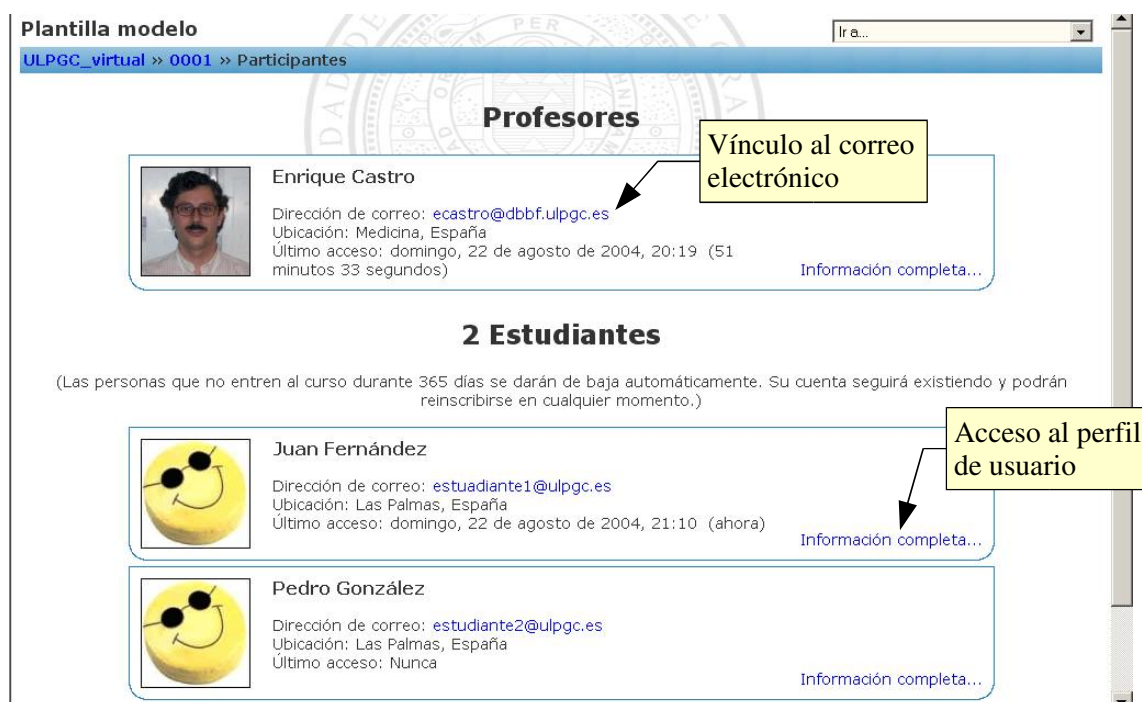 Plantilla modelo
Ir a...
ULPGC_virtual » 0001 » Participantes
PER
Profesores
Vínculo al correo
electrónico
Enrique Castro
Dirección de correo: ecastro@dbbf.ulpgc.es
Ubicación: Medicina, España
Último acceso: domingo, 22 de agosto de 2004, 20:19 (51
minutos 33 segundos)
Información completa...
2 Estudiantes
(Las personas que no entren al curso durante 365 días se darán de baja automáticamente. Su cuenta seguirá existiendo y podrán
reinscribirse en cualquier momento.)
Acceso al perfil
de usuario
Juan Fernández
Dirección de correo: estuadiante1@ulpgc.es
Ubicación: Las Palmas, España
Último acceso: domingo, 22 de agosto de 2004, 21:10 (ahora)
Información completa...
Pedro González
Dirección de correo: estudiante2@ulpgc.es
Ubicación: Las Palmas, España
Último acceso: Nunca
Información completa...